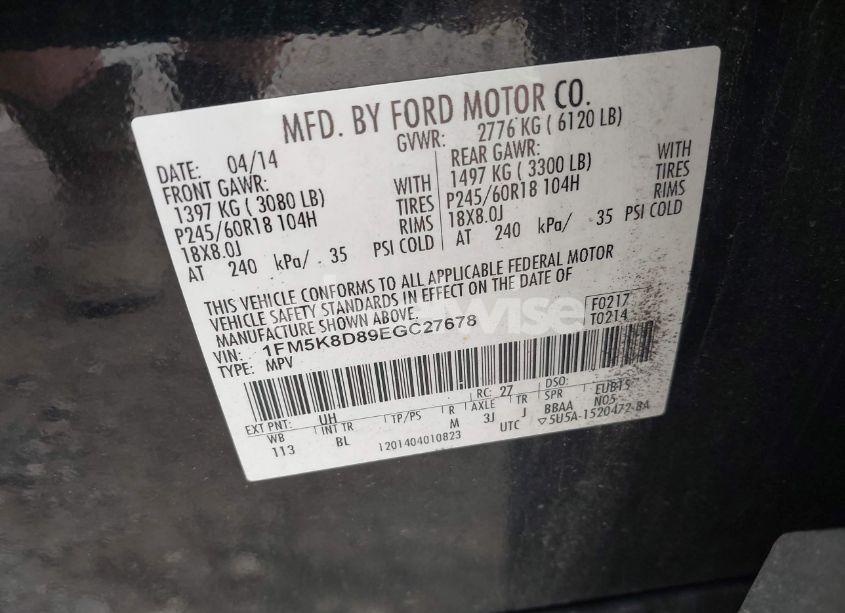 MFD. BY FORD MOTOR CO.
DATE: 04/14
GVWR: 2776 KG ( 6120 LB)
FRONT GAWR:
1397 KG ( 3080 LB) WITH
P245/60R18 104H TIRES
18X8.0J RIMS
AT 240 kPa/ 35 PSI COLD
REAR GAWR: WITH
1497 KG ( 3300 LB) TIRES
P245/60R18 104H RIMS
18X8.0J
AT 240 kPa/ 35 PSI COLD
THIS VEHICLE CONFORMS TO ALL APPLICABLE FEDERAL MOTOR
VEHICLE SAFETY STANDARDS IN EFFECT ON THE DATE OF
MANUFACTURE SHOWN ABOVE.
F0217
T0214
VIN: 1FM5K8D89EGC27678
TYPE: MPV
EXT PNT: UH RC: 27 DSO:
WB INT TR TP/PS R AXLE TR SPR EUBTS
113 BL M 3J J BBAA N05
1201404010823 UTC ▽5U5A-1520472-BA